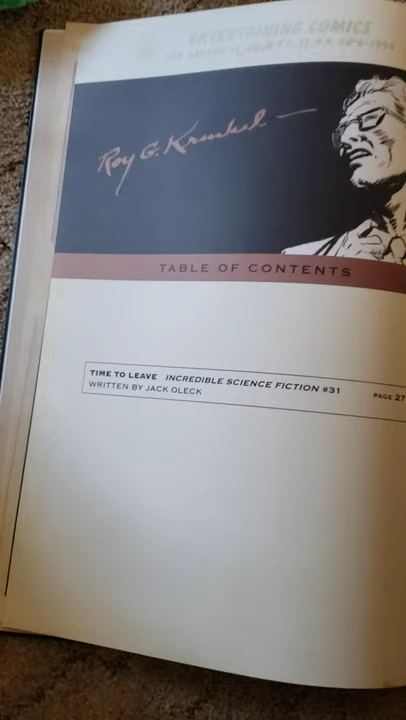 ENTERTAINING COMICS
Roy G. Krenkel
TABLE OF CONTENTS
TIME TO LEAVE INCREDIBLE SCIENCE FICTION #31
WRITTEN BY JACK OLECK
PAGE 27